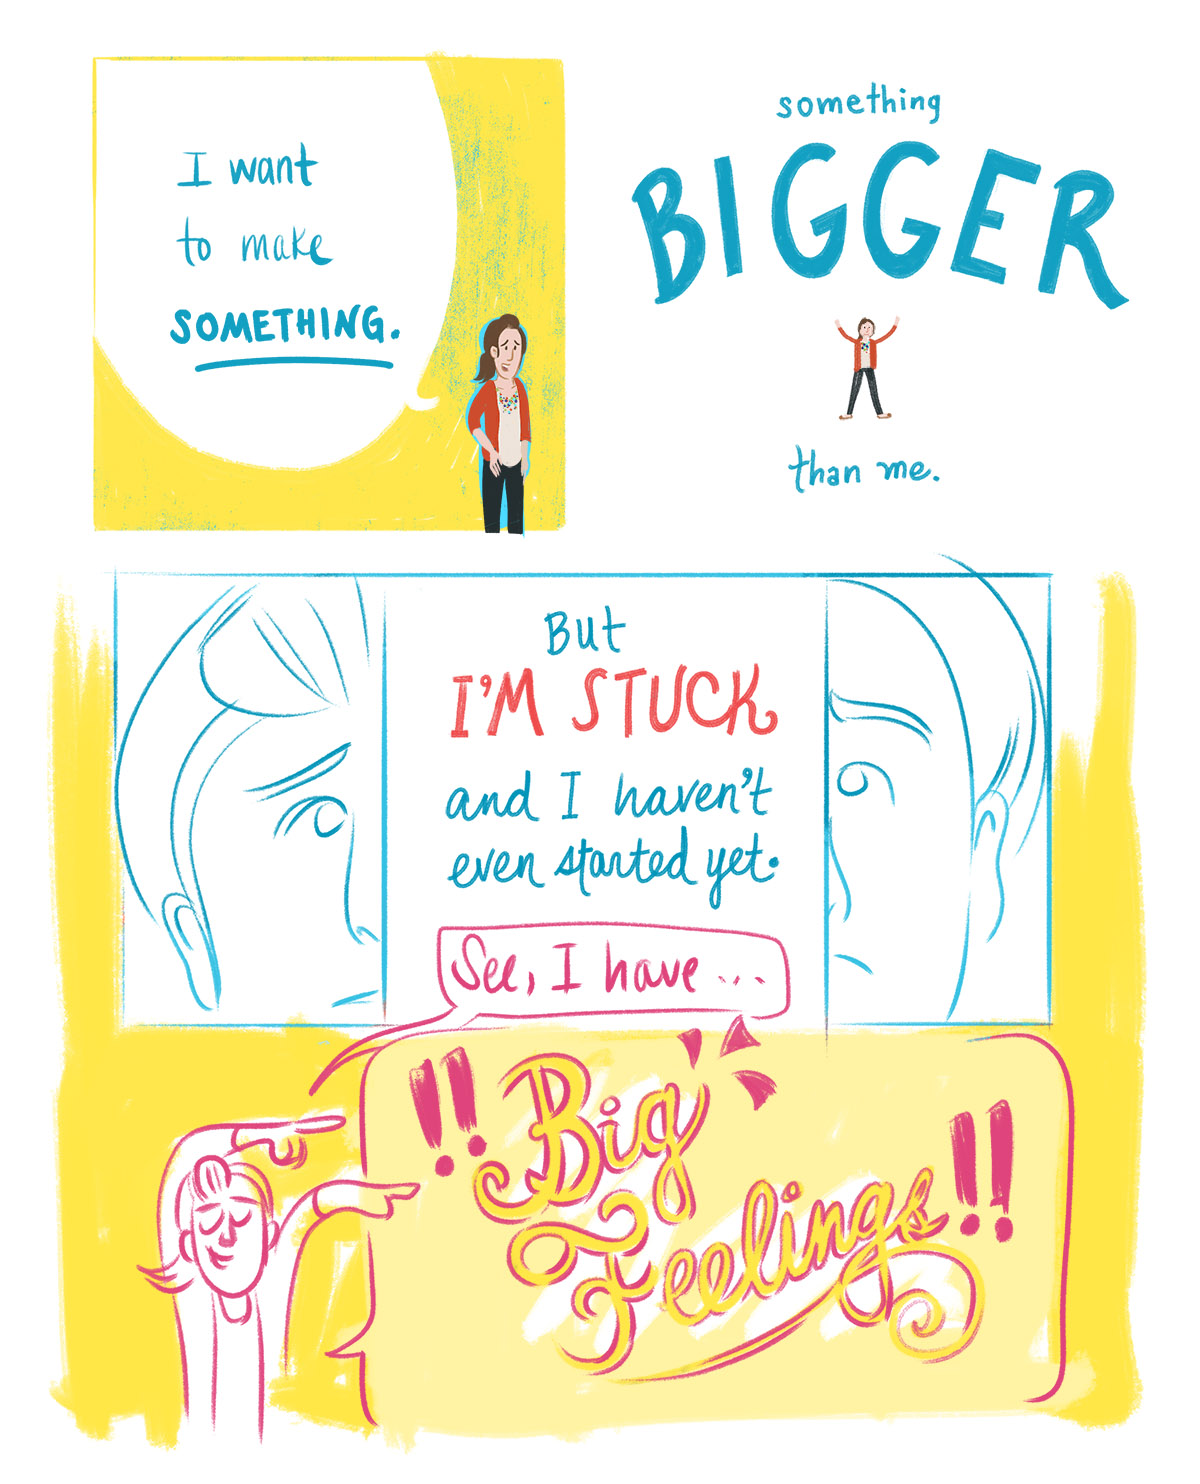 I want
to make
SOMETHING.
something
BIGGER
than me.
But
I'M STUCK
and I haven't
even started yet.
See, I have ...
!! Big
Feelings !!